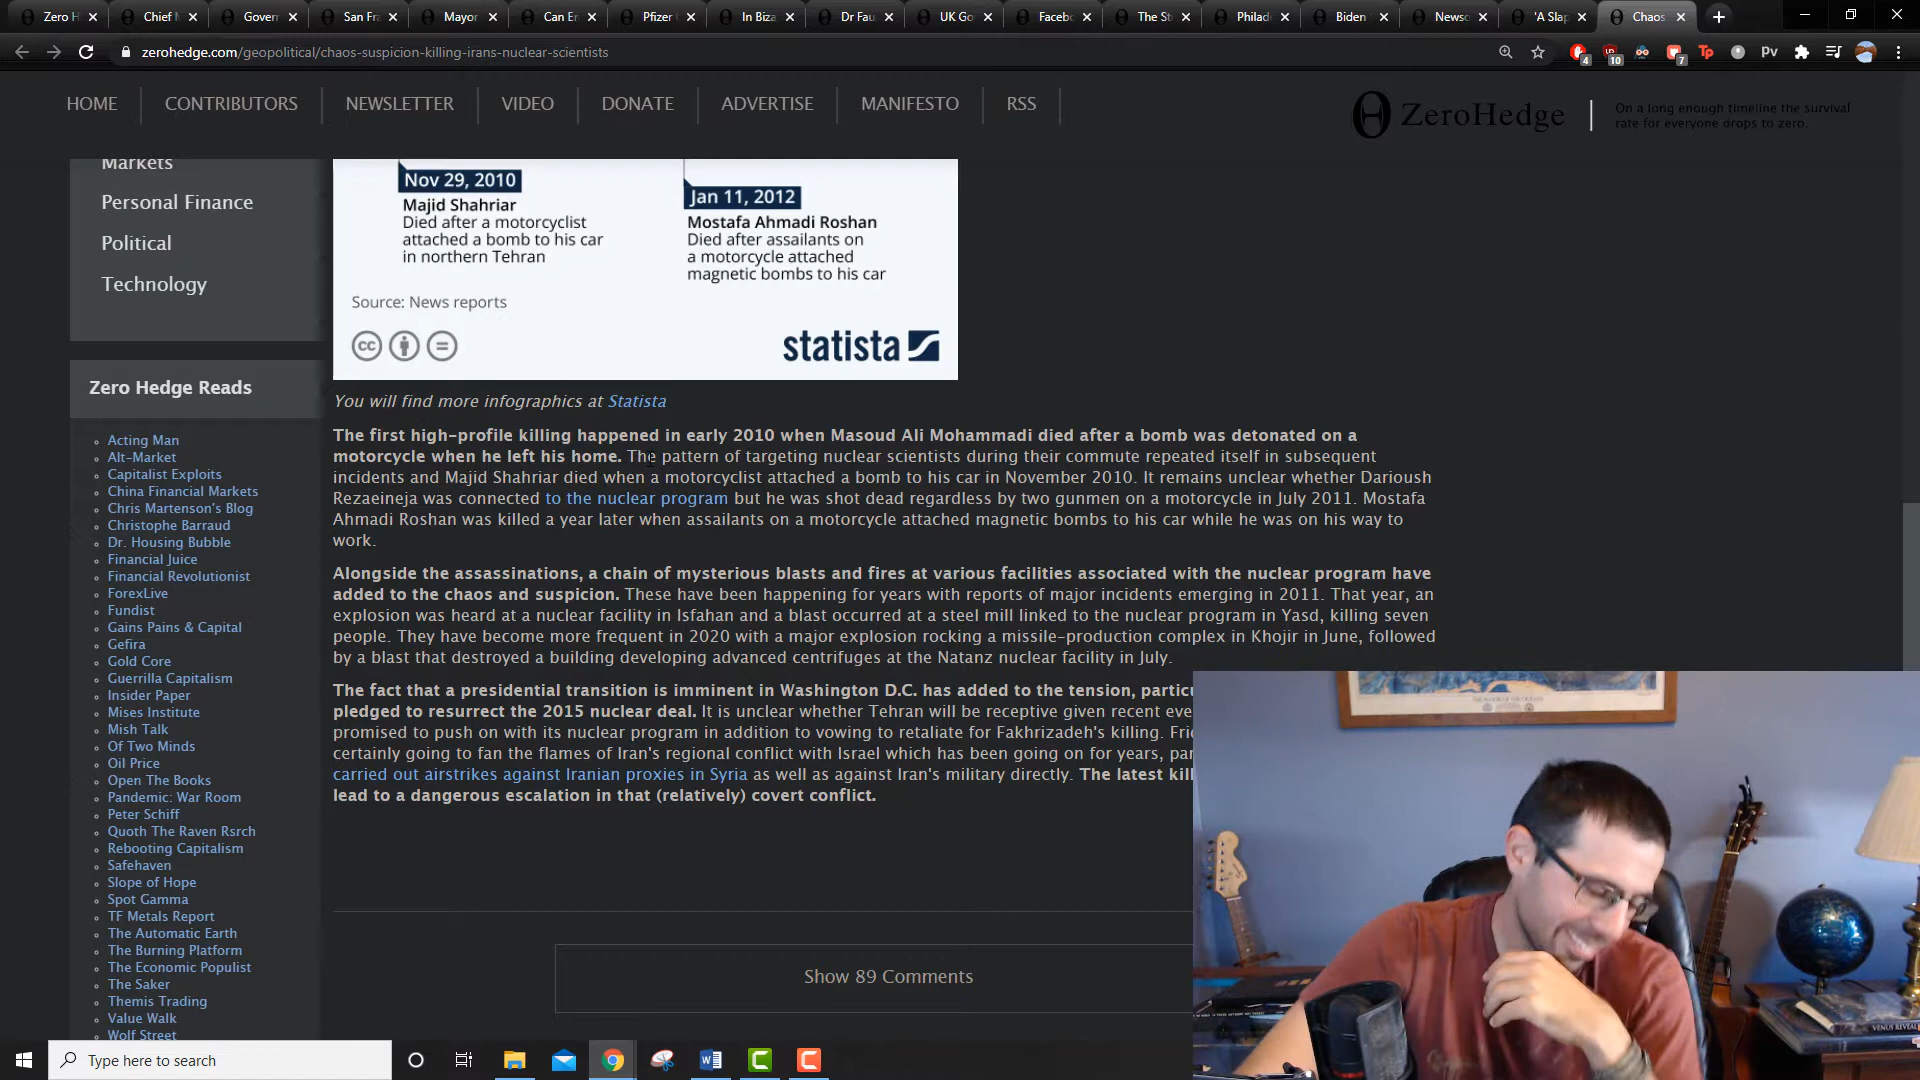 Zero H
Chief M
Govern
San Fra
Mayor
Can Em
Pfizer C
In Biza
Dr Fau
UK Go
Facebo
The St
Philad
Biden
Newsc
'A Slap
Chaos
zerohedge.com/geopolitical/chaos-suspicion-killing-irans-nuclear-scientists
4
10
7
Tp
Pv
HOME
CONTRIBUTORS
NEWSLETTER
VIDEO
DONATE
ADVERTISE
MANIFESTO
RSS
ZeroHedge
On a long enough timeline the survival
rate for everyone drops to zero.
Markets
Personal Finance
Political
Technology
Zero Hedge Reads
Acting Man
Alt-Market
Capitalist Exploits
China Financial Markets
Chris Martenson's Blog
Christophe Barraud
Dr. Housing Bubble
Financial Juice
Financial Revolutionist
ForexLive
Fundist
Gains Pains & Capital
Gefira
Gold Core
Guerrilla Capitalism
Insider Paper
Mises Institute
Mish Talk
Of Two Minds
Oil Price
Open The Books
Pandemic: War Room
Peter Schiff
Quoth The Raven Rsrch
Rebooting Capitalism
Safehaven
Slope of Hope
Spot Gamma
TF Metals Report
The Automatic Earth
The Burning Platform
The Economic Populist
The Saker
Themis Trading
Value Walk
Wolf Street
Nov 29, 2010
Majid Shahriar
Died after a motorcyclist
attached a bomb to his car
in northern Tehran
Jan 11, 2012
Mostafa Ahmadi Roshan
Died after assailants on
a motorcycle attached
magnetic bombs to his car
Source: News reports
cc
statista
You will find more infographics at Statista
The first high-profile killing happened in early 2010 when Masoud Ali Mohammadi died after a bomb was detonated on a
motorcycle when he left his home. The pattern of targeting nuclear scientists during their commute repeated itself in subsequent
incidents and Majid Shahriar died when a motorcyclist attached a bomb to his car in November 2010. It remains unclear whether Darioush
Rezaeineja was connected to the nuclear program but he was shot dead regardless by two gunmen on a motorcycle in July 2011. Mostafa
Ahmadi Roshan was killed a year later when assailants on a motorcycle attached magnetic bombs to his car while he was on his way to
work.
Alongside the assassinations, a chain of mysterious blasts and fires at various facilities associated with the nuclear program have
added to the chaos and suspicion. These have been happening for years with reports of major incidents emerging in 2011. That year, an
explosion was heard at a nuclear facility in Isfahan and a blast occurred at a steel mill linked to the nuclear program in Yasd, killing seven
people. They have become more frequent in 2020 with a major explosion rocking a missile-production complex in Khojir in June, followed
by a blast that destroyed a building developing advanced centrifuges at the Natanz nuclear facility in July.
The fact that a presidential transition is imminent in Washington D.C. has added to the tension, particu
pledged to resurrect the 2015 nuclear deal. It is unclear whether Tehran will be receptive given recent eve
promised to push on with its nuclear program in addition to vowing to retaliate for Fakhrizadeh's killing. Fri
certainly going to fan the flames of Iran's regional conflict with Israel which has been going on for years, par
carried out airstrikes against Iranian proxies in Syria as well as against Iran's military directly. The latest kill
lead to a dangerous escalation in that (relatively) covert conflict.
Show 89 Comments
Type here to search